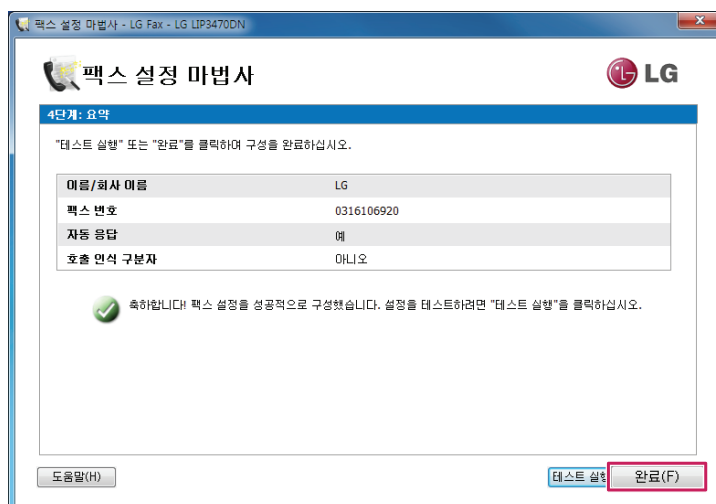 팩스 설정 마법사 - LG Fax - LG LIP3470DN
팩스 설정 마법사
LG
4단계: 요약
"테스트 실행" 또는 "완료"를 클릭하여 구성을 완료하십시오.
이름/회사 이름 LG
팩스 번호 0316106920
자동 응답 예
호출 인식 구분자 아니오
축하합니다! 팩스 설정을 성공적으로 구성했습니다. 설정을 테스트하려면 "테스트 실행"을 클릭하십시오.
도움말(H) 테스트 실행 완료(F)